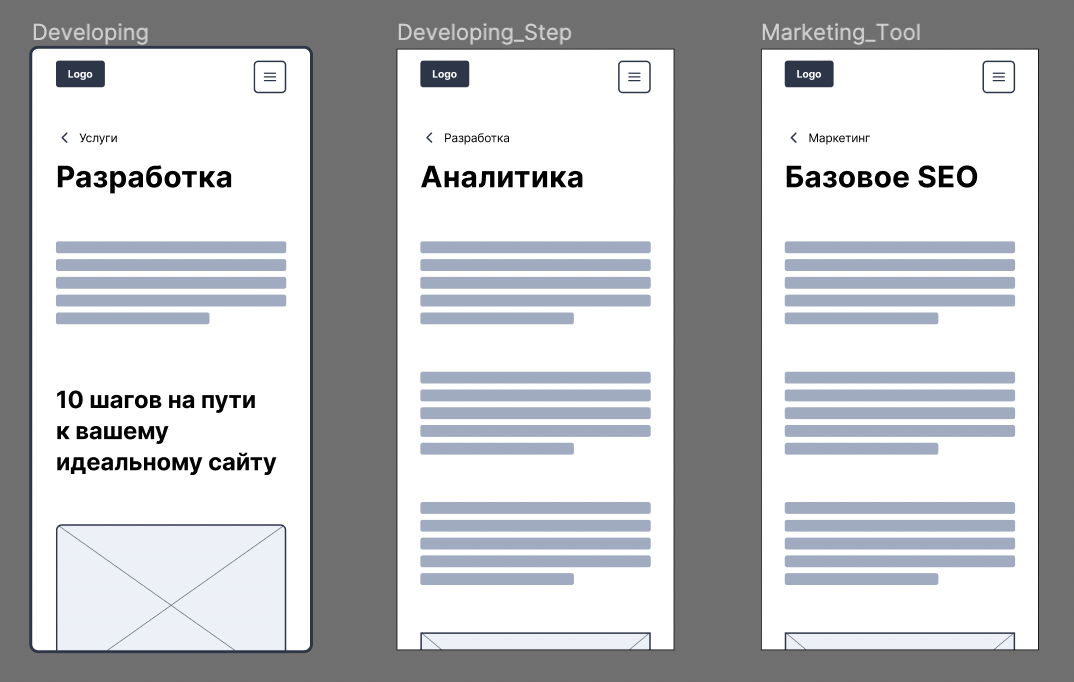 Developing
Logo
Услуги
Разработка
10 шагов на пути
к вашему
идеальному сайту
Developing_Step
Logo
Разработка
Аналитика
Marketing_Tool
Logo
Маркетинг
Базовое SEO